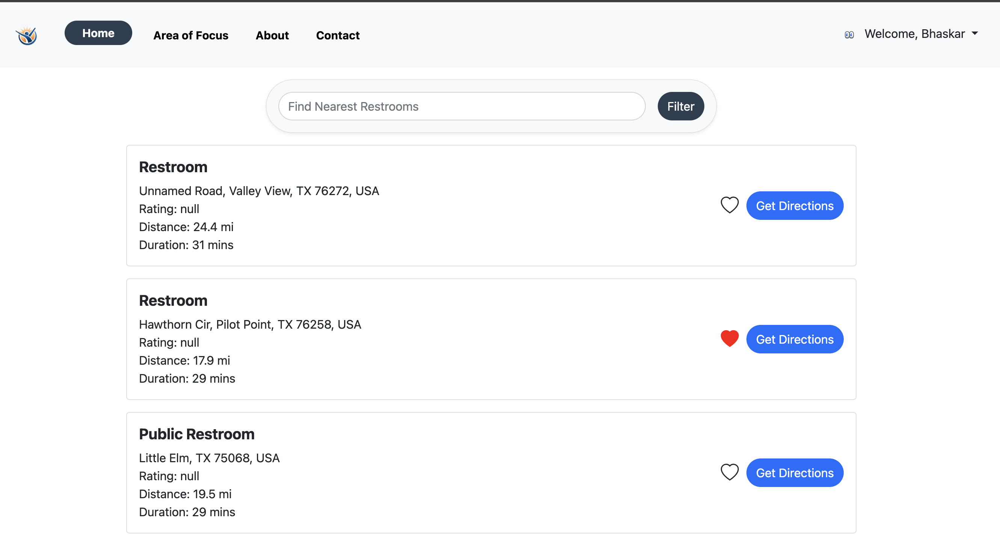 Home
Area of Focus
About
Contact
Welcome, Bhaskar
Find Nearest Restrooms
Filter
Restroom
Unnamed Road, Valley View, TX 76272, USA
Rating: null
Distance: 24.4 mi
Duration: 31 mins
Get Directions
Restroom
Hawthorn Cir, Pilot Point, TX 76258, USA
Rating: null
Distance: 17.9 mi
Duration: 29 mins
Get Directions
Public Restroom
Little Elm, TX 75068, USA
Rating: null
Distance: 19.5 mi
Duration: 29 mins
Get Directions